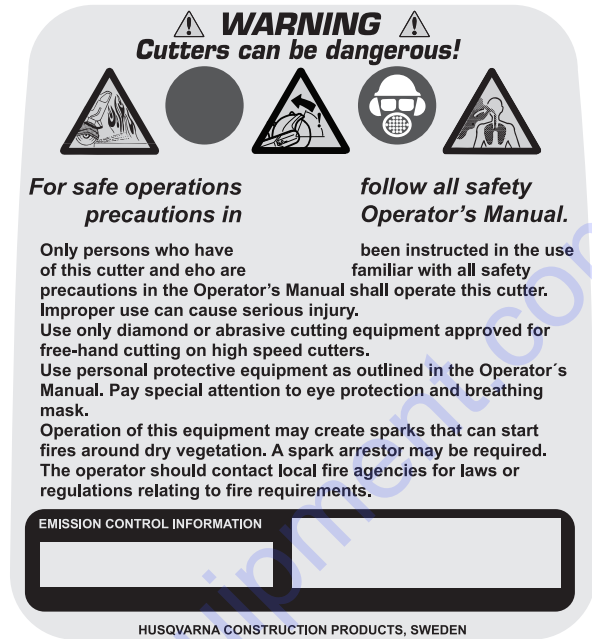 WARNING
Cutters can be dangerous!
For safe operations follow all safety
precautions in Operator's Manual.
Only persons who have been instructed in the use
of this cutter and eho are familiar with all safety
precautions in the Operator's Manual shall operate this cutter.
Improper use can cause serious injury.
Use only diamond or abrasive cutting equipment approved for
free-hand cutting on high speed cutters.
Use personal protective equipment as outlined in the Operator´s
Manual. Pay special attention to eye protection and breathing
mask.
Operation of this equipment may create sparks that can start
fires around dry vegetation. A spark arrestor may be required.
The operator should contact local fire agencies for laws or
regulations relating to fire requirements.
EMISSION CONTROL INFORMATION
HUSQVARNA CONSTRUCTION PRODUCTS, SWEDEN